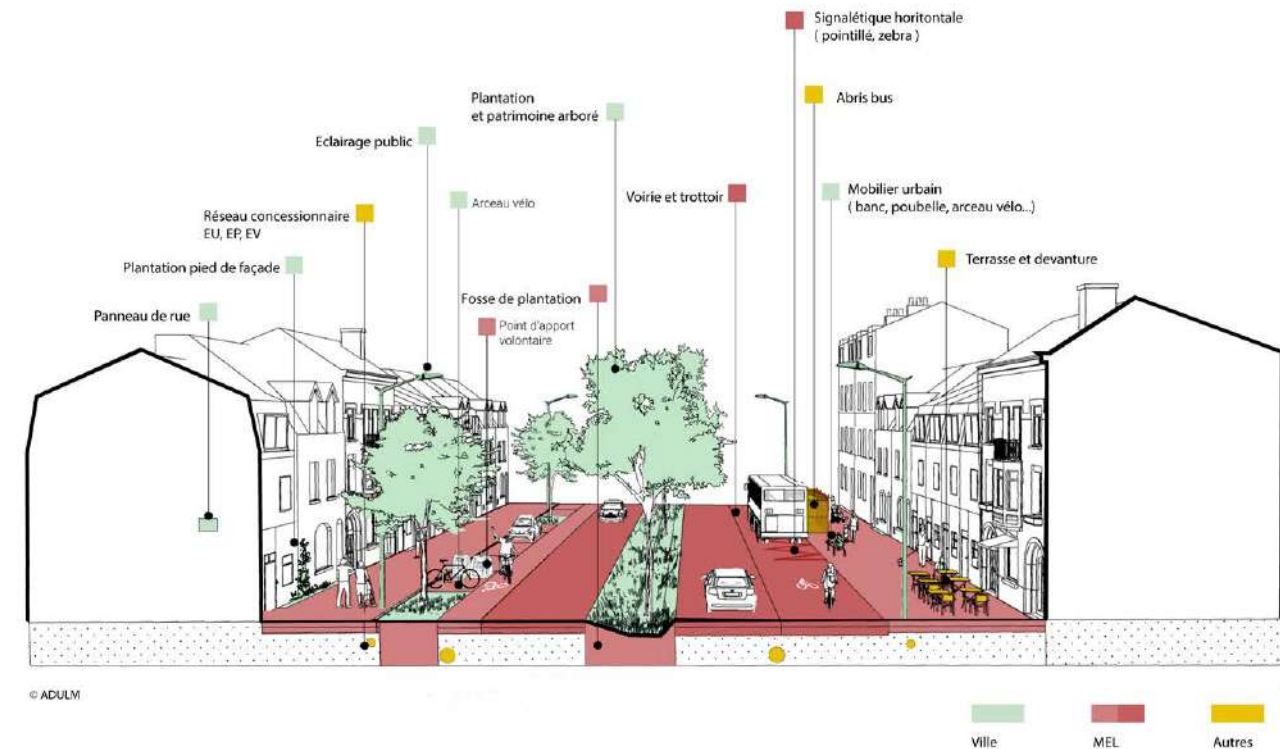 Signalétique horitontale
( pointillé, zebra )
Abris bus
Plantation
et patrimoine arboré
Eclairage public
Mobilier urbain
( banc, poubelle, arceau vélo...)
Voirie et trottoir
Arceau vélo
Réseau concessionnaire
EU, EP, EV
Terrasse et devanture
Plantation pied de façade
Fosse de plantation
Panneau de rue
Point d'apport
volontaire
© ADULM
Ville
MEL
Autres